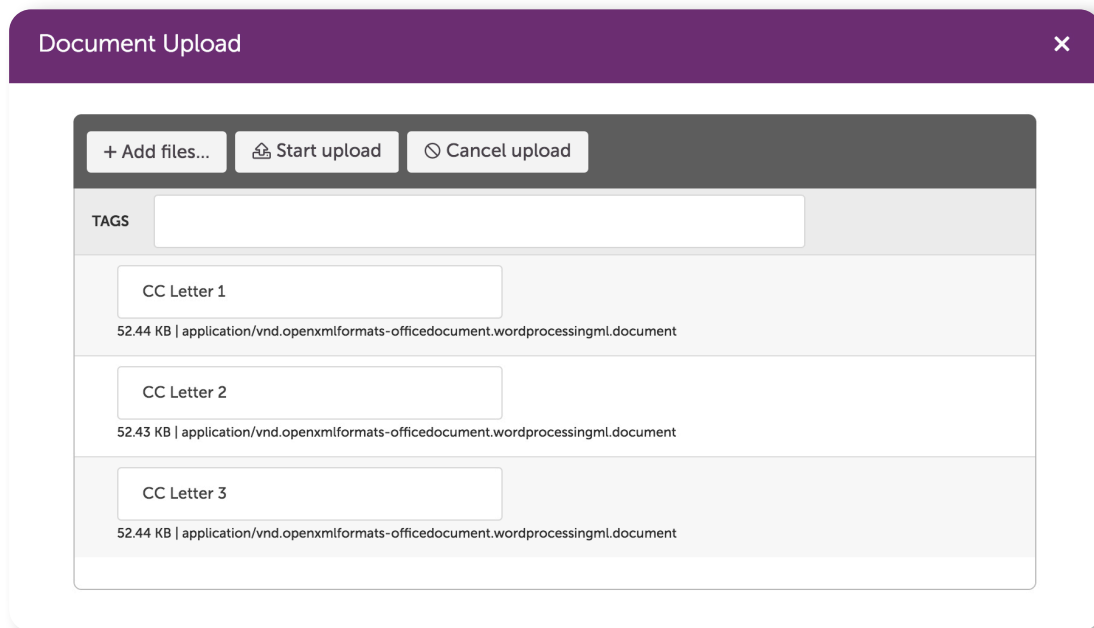 Document Upload
+ Add files...
Start upload
Cancel upload
TAGS
CC Letter 1
52.44 KB | application/vnd.openxmlformats-officedocument.wordprocessingml.document
CC Letter 2
52.43 KB | application/vnd.openxmlformats-officedocument.wordprocessingml.document
CC Letter 3
52.44 KB | application/vnd.openxmlformats-officedocument.wordprocessingml.document